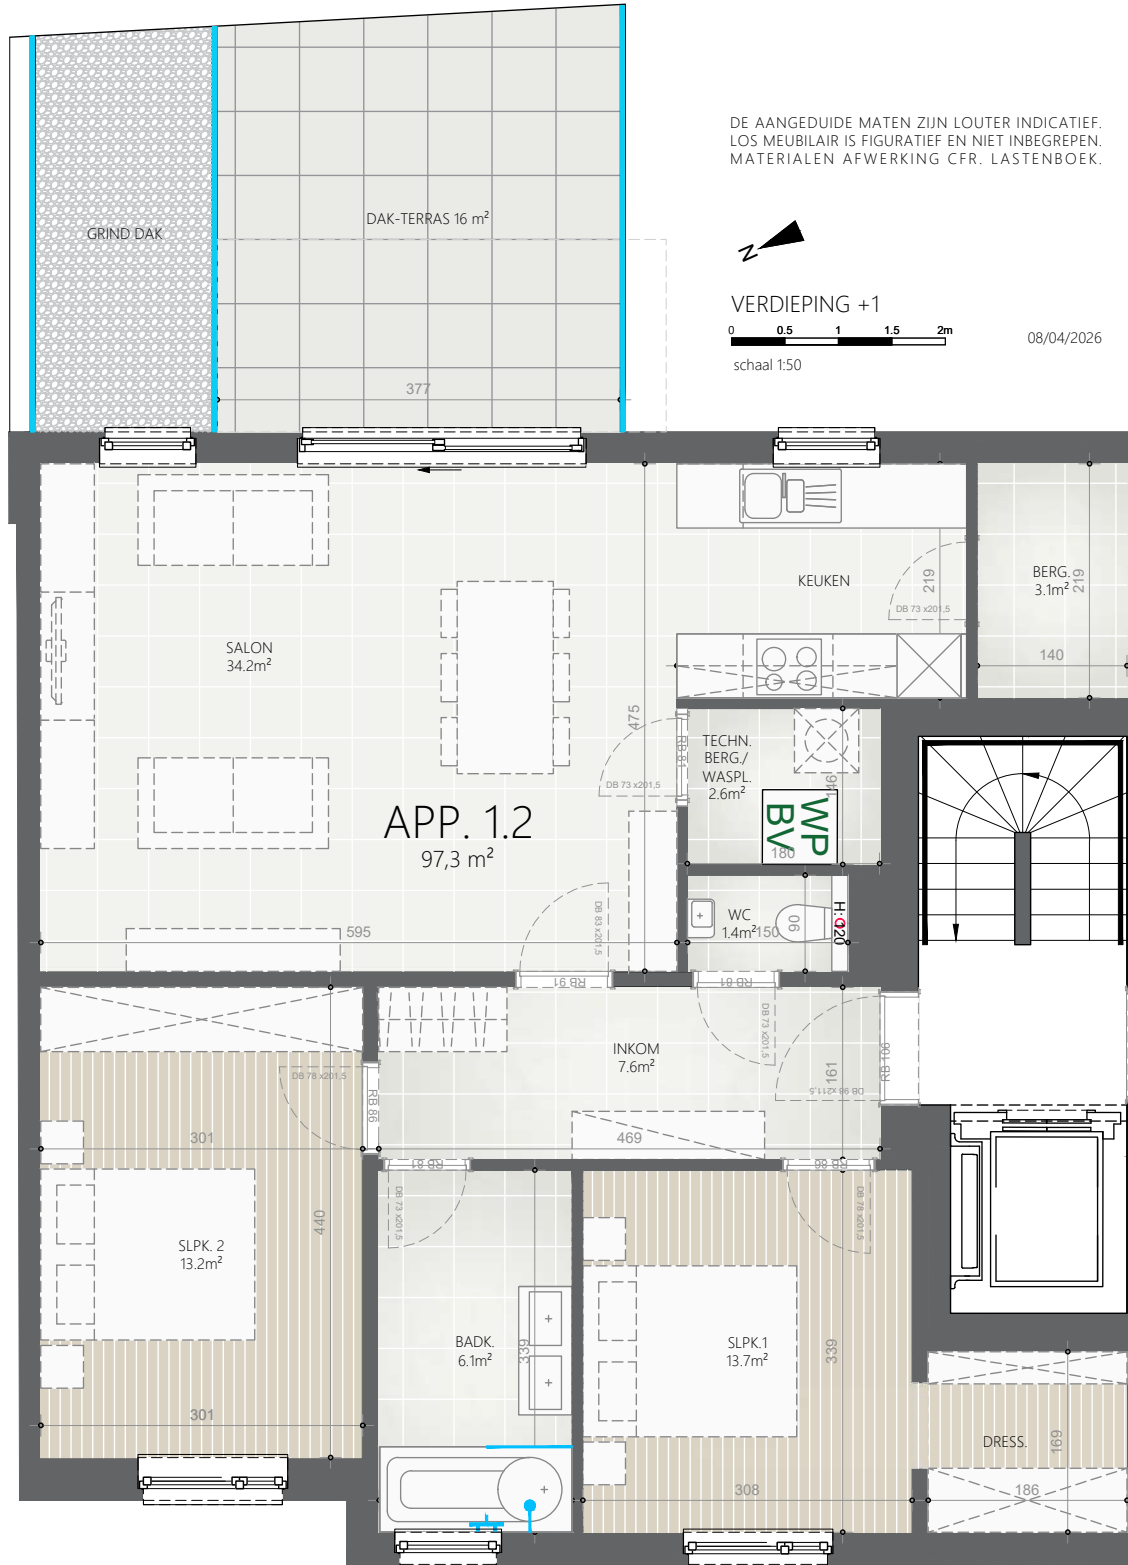 DE AANGEDUIDE MATEN ZIJN LOUTER INDICATIEF.
LOS MEUBILAIR IS FIGURATIEF EN NIET INBEGREPEN.
MATERIALEN AFWERKING CFR. LASTENBOEK.
GRIND DAK
DAK-TERRAS 16 m²
N
VERDIEPING +1
0 0.5 1 1.5 2m
08/04/2026
schaal 1:50
377
KEUKEN
219
DB 73 x201,5
BERG.
3.1m²
219
140
SALON
34.2m²
475
DB 73 x201,5
RB 81
TECHN.
BERG./
WASPL.
2.6m²
146
WP
BV
180
APP. 1.2
97,3 m²
595
DB 83 x201,5
RB 91
WC
1.4m²
150
90
H: 120
RB 81
DB 73 x201,5
INKOM
7.6m²
161
DB 98 x211,5
RB 106
469
DB 78 x201,5
RB 86
301
440
SLPK. 2
13.2m²
301
RB 81
DB 73 x201,5
BADK.
6.1m²
339
RB 86
DB 78 x201,5
SLPK.1
13.7m²
339
308
DRESS.
169
186